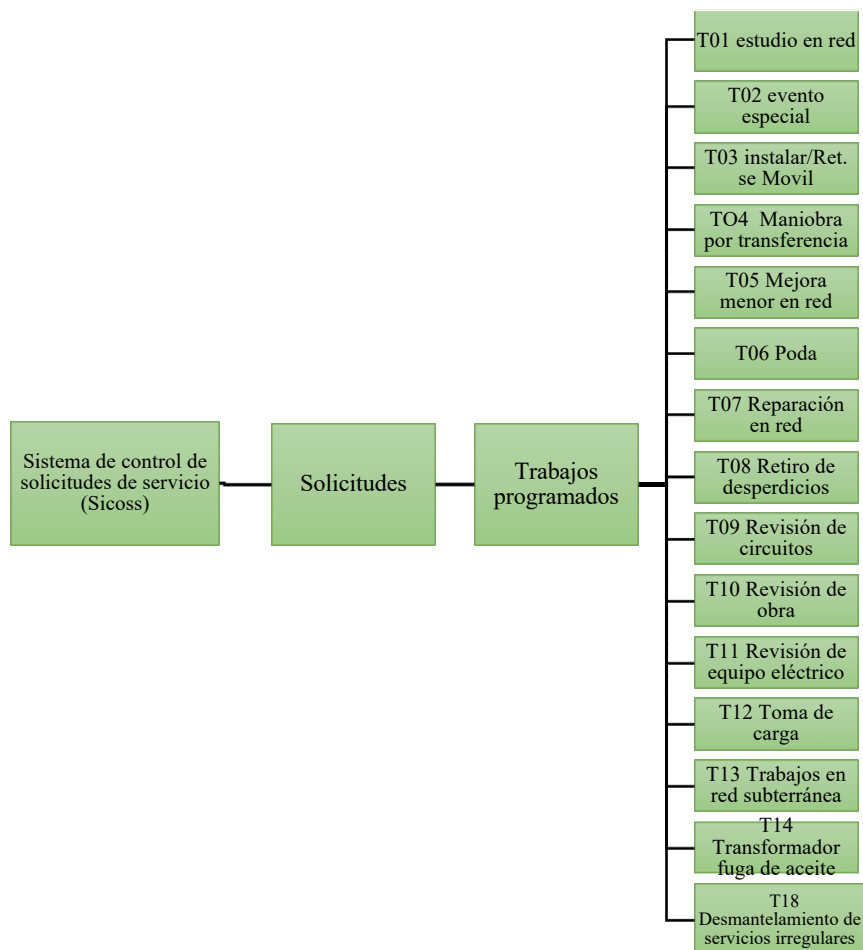 Sistema de control de
solicitudes de servicio
(Sicoss)
Solicitudes
Trabajos
programados
T01 estudio en red
T02 evento
especial
T03 instalar/Ret.
se Movil
TO4  Maniobra
por transferencia
T05 Mejora
menor en red
T06 Poda
T07 Reparación
en red
T08 Retiro de
desperdicios
T09 Revisión de
circuitos
T10 Revisión de
obra
T11 Revisión de
equipo eléctrico
T12 Toma de
carga
T13 Trabajos en
red subterránea
T14
Transformador
fuga de aceite
T18
Desmantelamiento de
servicios irregulares